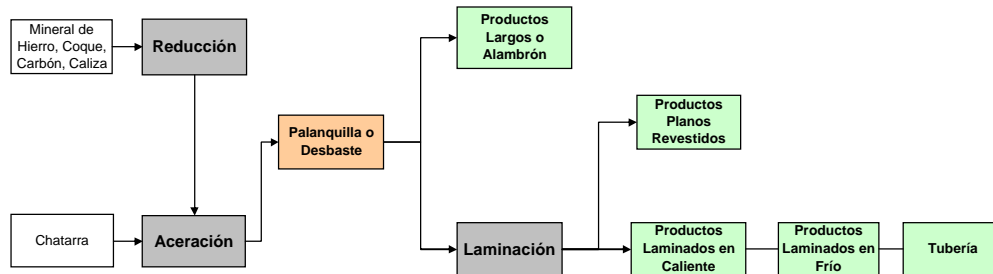 Mineral de
Hierro, Coque,
Carbón, Caliza
Reducción
Productos
Largos o
Alambrón
Productos
Planos
Revestidos
Palanquilla o
Desbaste
Chatarra
Aceración
Laminación
Productos
Laminados en
Caliente
Productos
Laminados en
Frío
Tubería